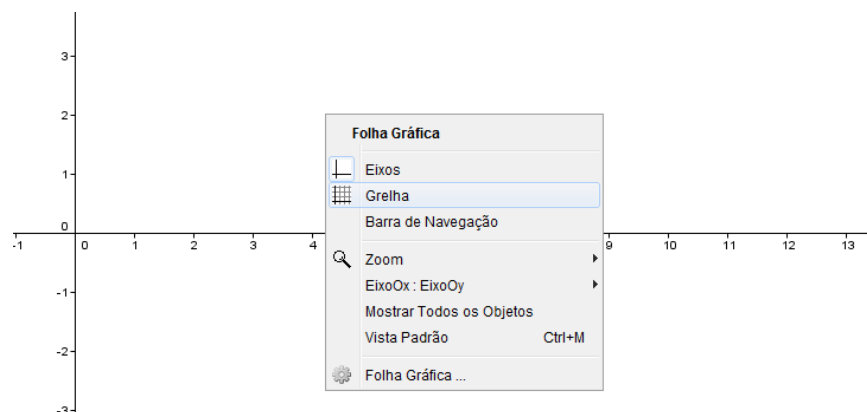 3
2
1
0
-1 0 1 2 3 4 9 10 11 12 13
-1
-2
-3
Folha Gráfica
Eixos
Grelha
Barra de Navegação
Zoom
EixoOx : EixoOy
Mostrar Todos os Objetos
Vista Padrão Ctrl+M
Folha Gráfica ...